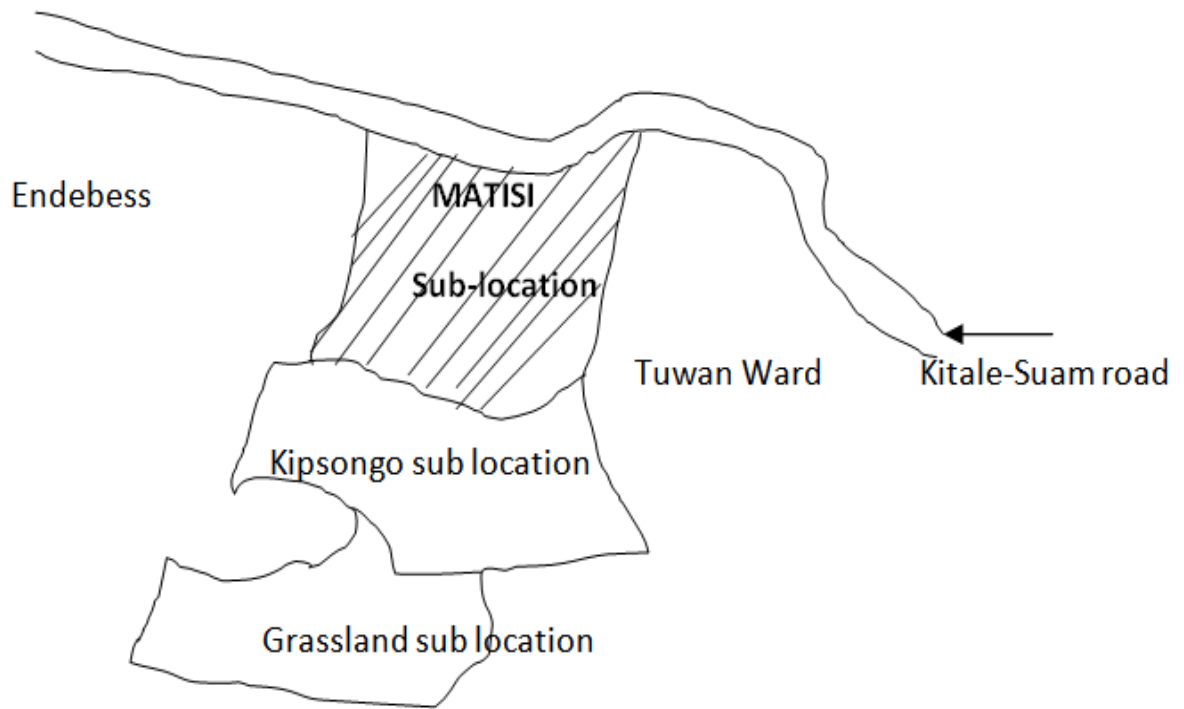 Endebess
MATISI
Sub-location
Tuwan Ward
Kitale-Suam road
Kipsongo sub location
Grassland sub location